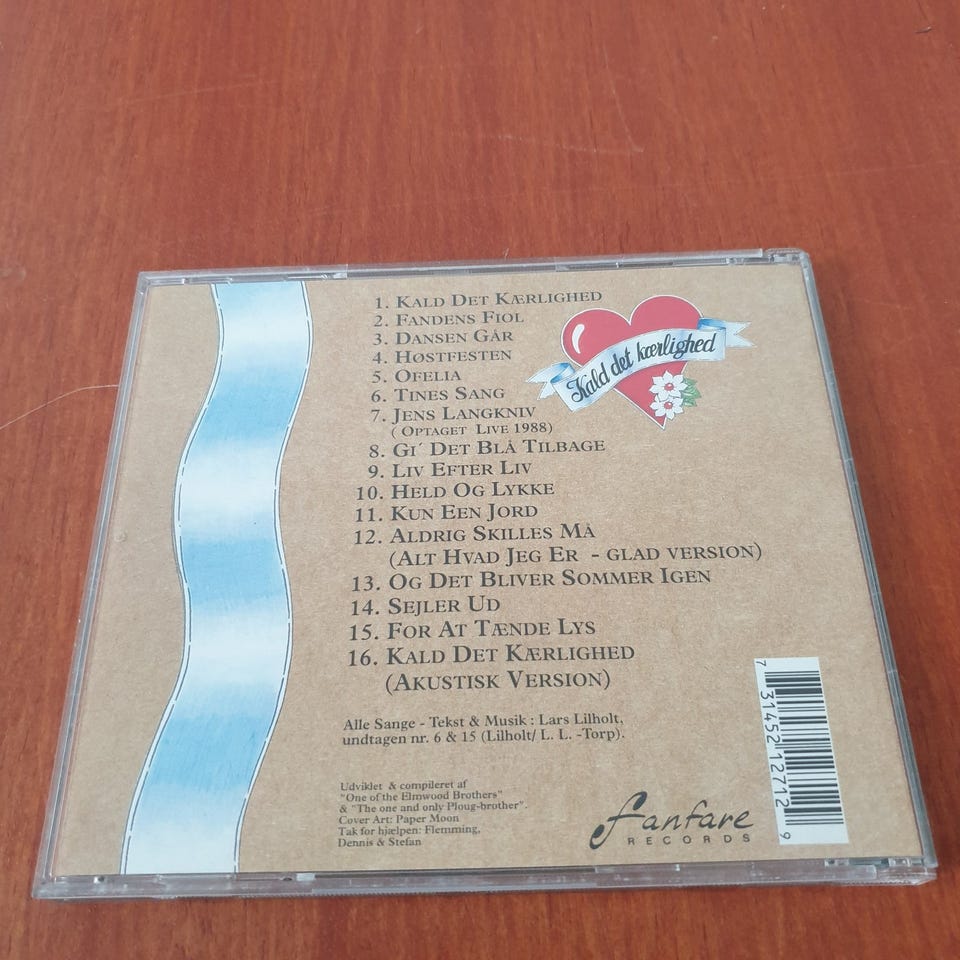 1. Kald Det Kærlighed
2. Fandens Fiol
3. Dansen Går
4. Høstfesten
5. Ofelia
6. Tines Sang
7. Jens Langkniv
( Optaget Live 1988)
8. Gi´ Det Blå Tilbage
9. Liv Efter Liv
10. Held Og Lykke
11. Kun Een Jord
12. Aldrig Skilles Må
(Alt Hvad Jeg Er - glad version)
13. Og Det Bliver Sommer Igen
14. Sejler Ud
15. For At Tænde Lys
16. Kald Det Kærlighed
(Akustisk Version)
Kald det kærlighed
Alle Sange - Tekst & Musik : Lars Lilholt,
undtagen nr. 6 & 15 (Lilholt/ L. L. -Torp).
Udviklet & compileret af
"One of the Elmwood Brothers"
& "The one and only Ploug-brother".
Cover Art: Paper Moon
Tak for hjælpen: Flemming,
Dennis & Stefan
fanfare
RECORDS
7 31452 12712 9